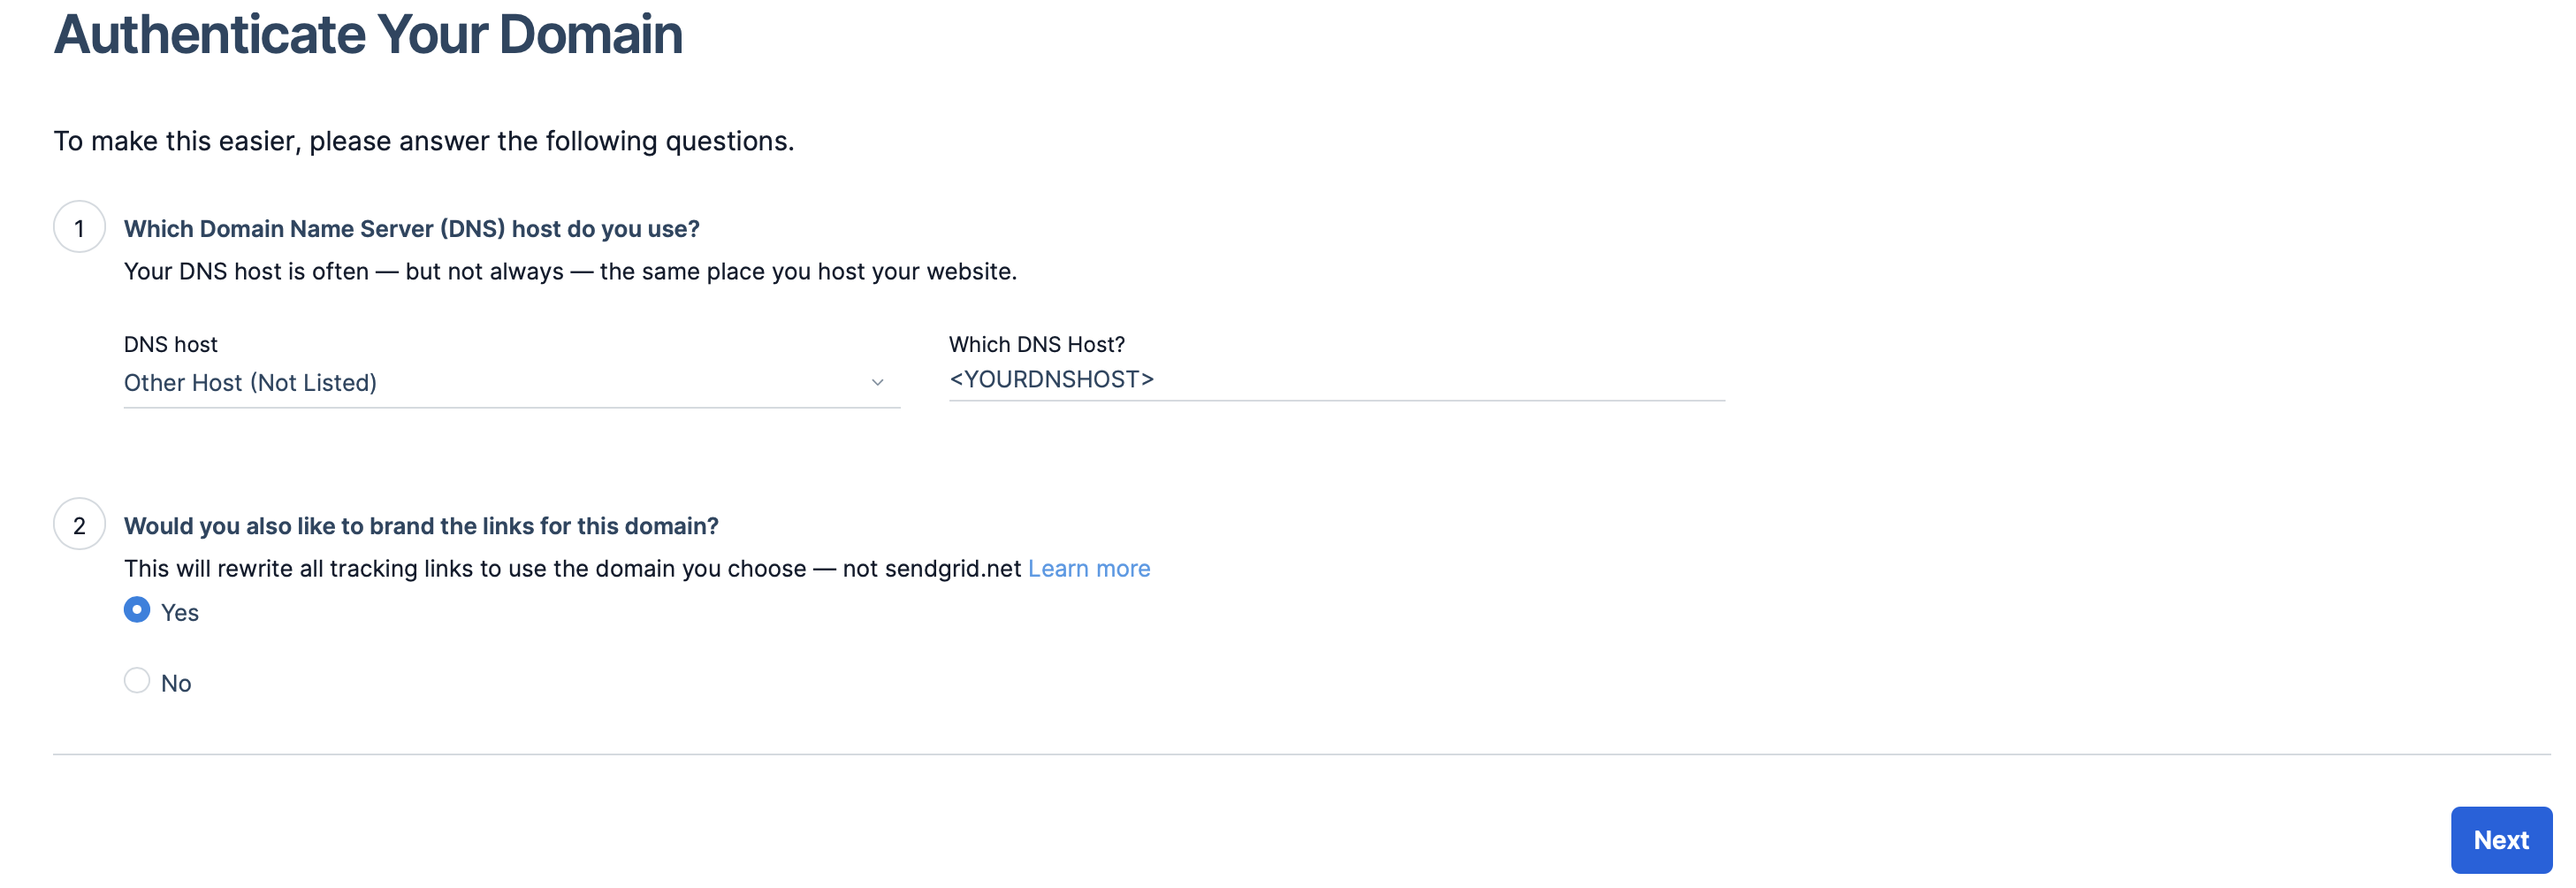 Authenticate Your Domain
To make this easier, please answer the following questions.
1 Which Domain Name Server (DNS) host do you use?
Your DNS host is often — but not always — the same place you host your website.
DNS host
Other Host (Not Listed)
Which DNS Host?
<YOURDNSHOST>
2 Would you also like to brand the links for this domain?
This will rewrite all tracking links to use the domain you choose — not sendgrid.net Learn more
Yes
No
Next